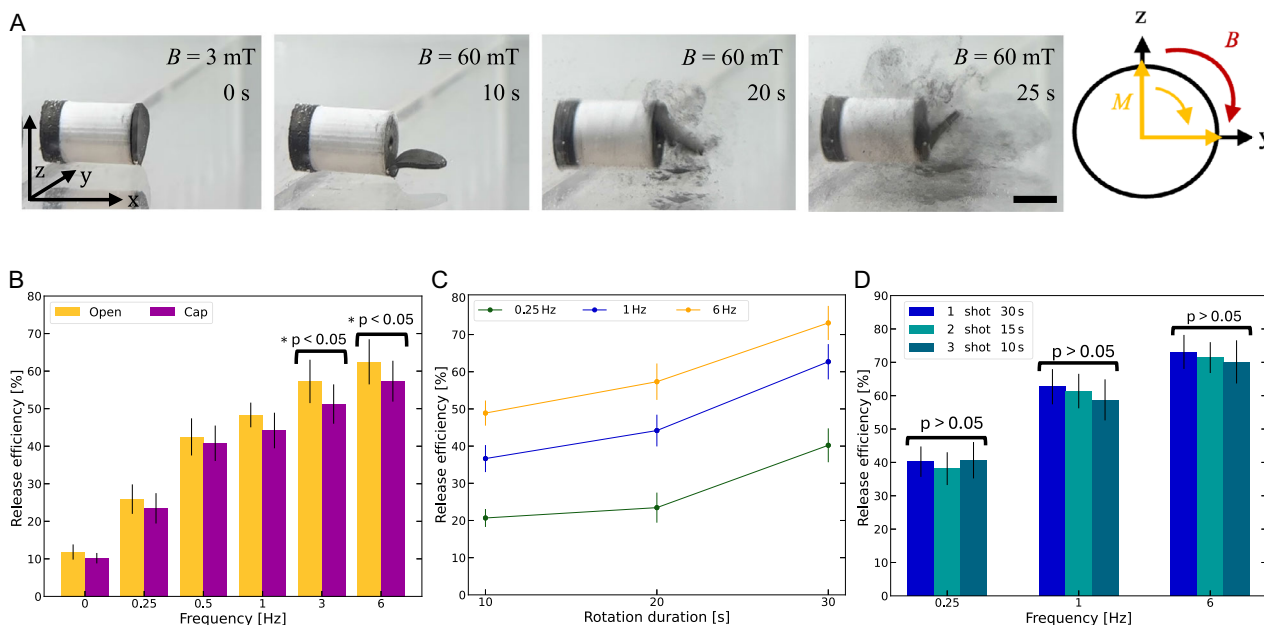 A
B = 3 mT
0 s
z
y
x
B = 60 mT
10 s
B = 60 mT
20 s
B = 60 mT
25 s
z
B
M
y
B
Open Cap
* p < 0.05
* p < 0.05
Release efficiency [%]
80
70
60
50
40
30
20
10
0
0 0.25 0.5 1 3 6
Frequency [Hz]
C
0.25 Hz 1 Hz 6 Hz
Release efficiency [%]
80
70
60
50
40
30
20
10
0
10 20 30
Rotation duration [s]
D
1 shot 30 s
2 shot 15 s
3 shot 10 s
p > 0.05
p > 0.05
p > 0.05
Release efficiency [%]
90
80
70
60
50
40
30
20
10
0
0.25 1 6
Frequency [Hz]